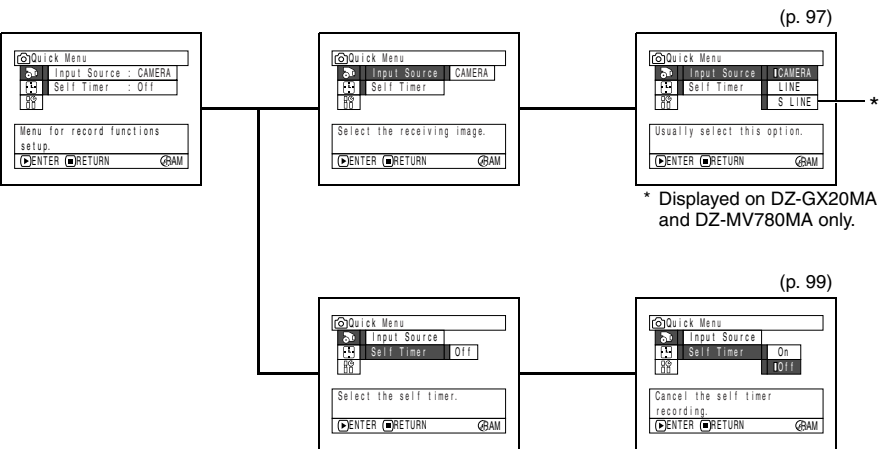 (p. 97)
Quick Menu
Input Source : CAMERA
Self Timer : Off
Menu for record functions
setup.
ENTER RETURN RAM
Quick Menu
Input Source CAMERA
Self Timer
Select the receiving image.
ENTER RETURN RAM
Quick Menu
Input Source CAMERA
Self Timer LINE
S LINE *
Usually select this option.
ENTER RETURN RAM
* Displayed on DZ-GX20MA
and DZ-MV780MA only.
(p. 99)
Quick Menu
Input Source
Self Timer Off
Select the self timer.
ENTER RETURN RAM
Quick Menu
Input Source
Self Timer On
Off
Cancel the self timer
recording.
ENTER RETURN RAM